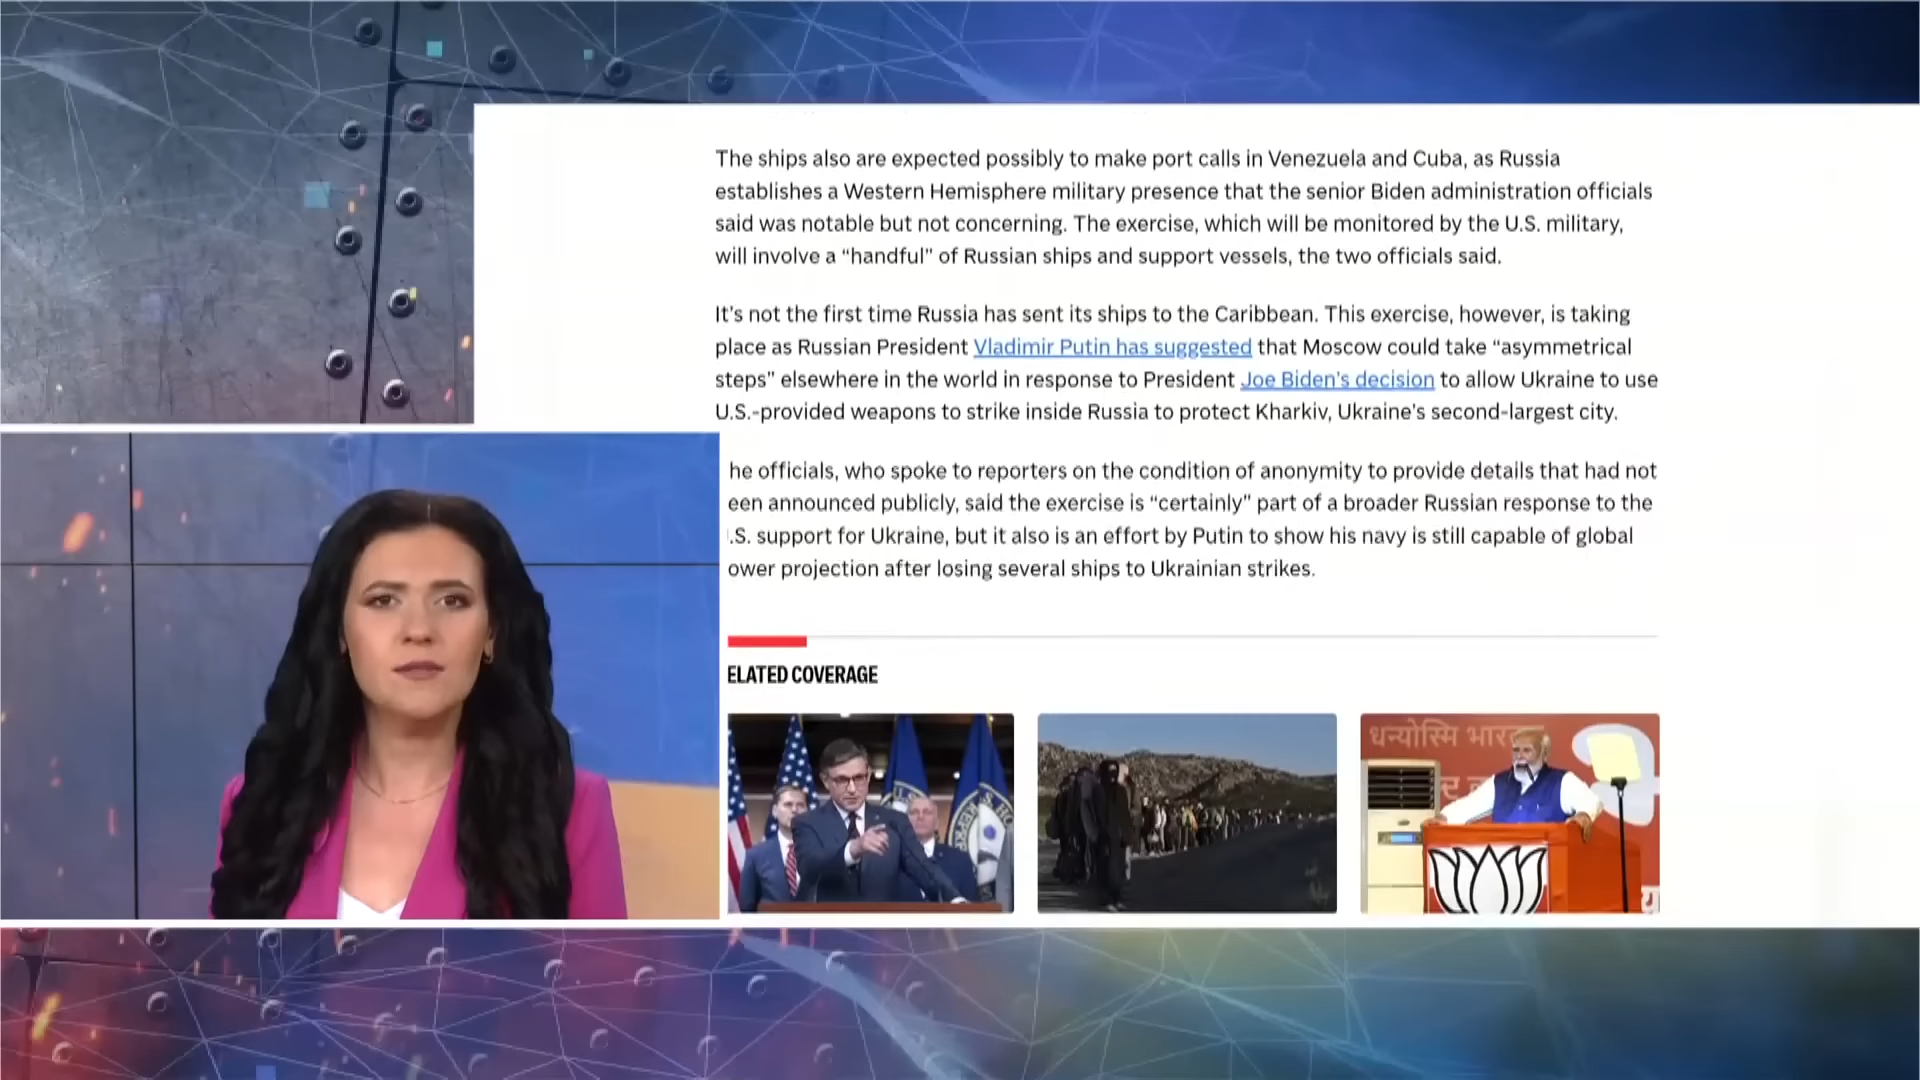 The ships also are expected possibly to make port calls in Venezuela and Cuba, as Russia
establishes a Western Hemisphere military presence that the senior Biden administration officials
said was notable but not concerning. The exercise, which will be monitored by the U.S. military,
will involve a “handful” of Russian ships and support vessels, the two officials said.
It’s not the first time Russia has sent its ships to the Caribbean. This exercise, however, is taking
place as Russian President Vladimir Putin has suggested that Moscow could take “asymmetrical
steps” elsewhere in the world in response to President Joe Biden’s decision to allow Ukraine to use
U.S.-provided weapons to strike inside Russia to protect Kharkiv, Ukraine’s second-largest city.
he officials, who spoke to reporters on the condition of anonymity to provide details that had not
een announced publicly, said the exercise is “certainly” part of a broader Russian response to the
.S. support for Ukraine, but it also is an effort by Putin to show his navy is still capable of global
ower projection after losing several ships to Ukrainian strikes.
ELATED COVERAGE
धन्योस्मि भारत